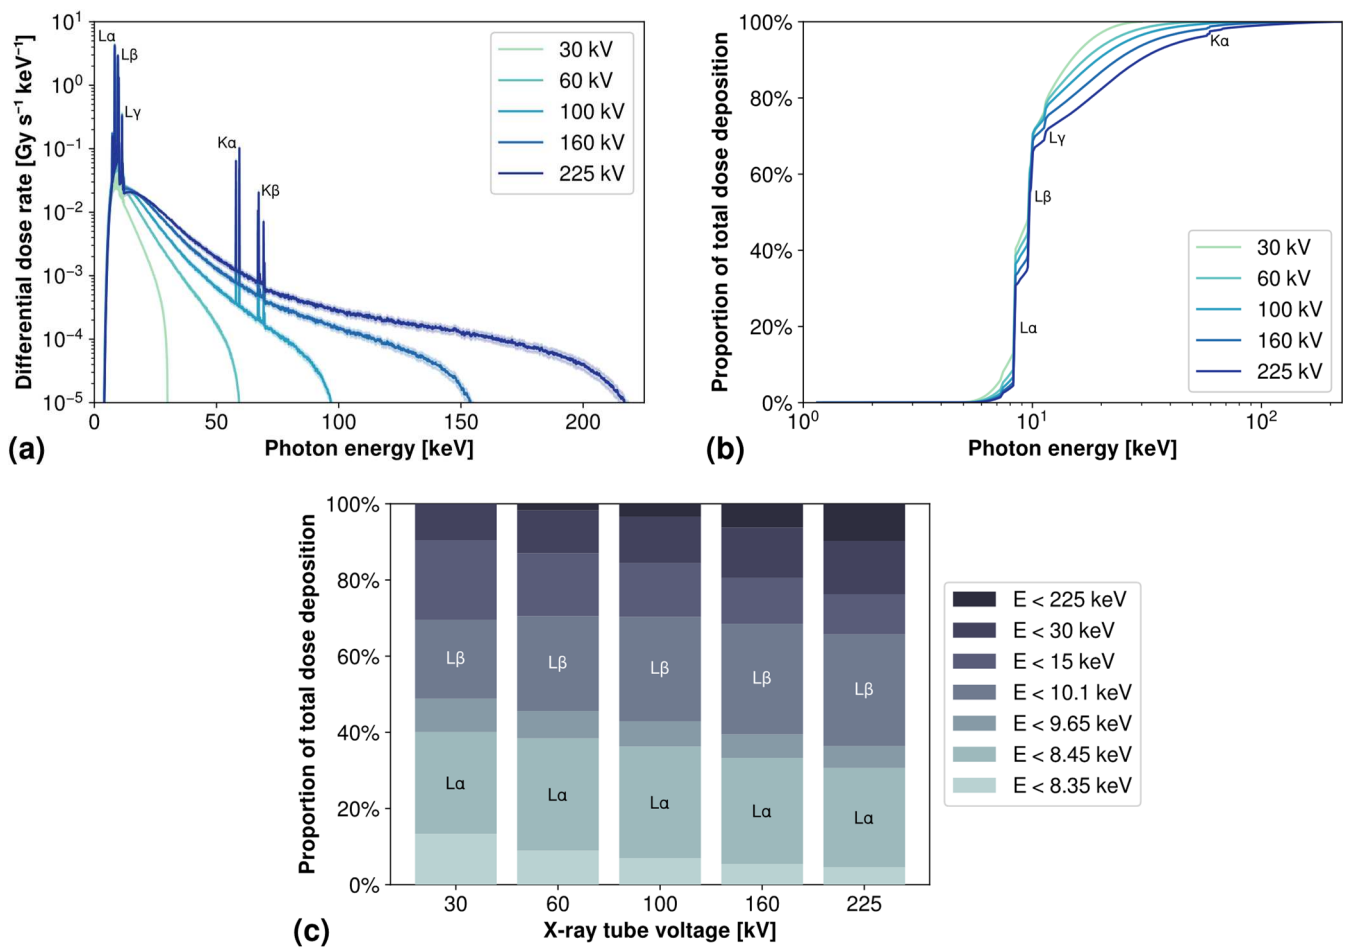 10¹
10⁰
10⁻¹
10⁻²
10⁻³
10⁻⁴
10⁻⁵
Differential dose rate [Gy s⁻¹ keV⁻¹]
Lα
Lβ
Lγ
Kα
Kβ
30 kV
60 kV
100 kV
160 kV
225 kV
0 50 100 150 200
Photon energy [keV]
(a)
100%
80%
60%
40%
20%
0%
Proportion of total dose deposition
Kα
Lγ
Lβ
Lα
30 kV
60 kV
100 kV
160 kV
225 kV
10⁰ 10¹ 10²
Photon energy [keV]
(b)
100%
80%
60%
40%
20%
0%
Proportion of total dose deposition
Lβ Lβ Lβ Lβ Lβ
Lα Lα Lα Lα Lα
30 60 100 160 225
X-ray tube voltage [kV]
E < 225 keV
E < 30 keV
E < 15 keV
E < 10.1 keV
E < 9.65 keV
E < 8.45 keV
E < 8.35 keV
(c)